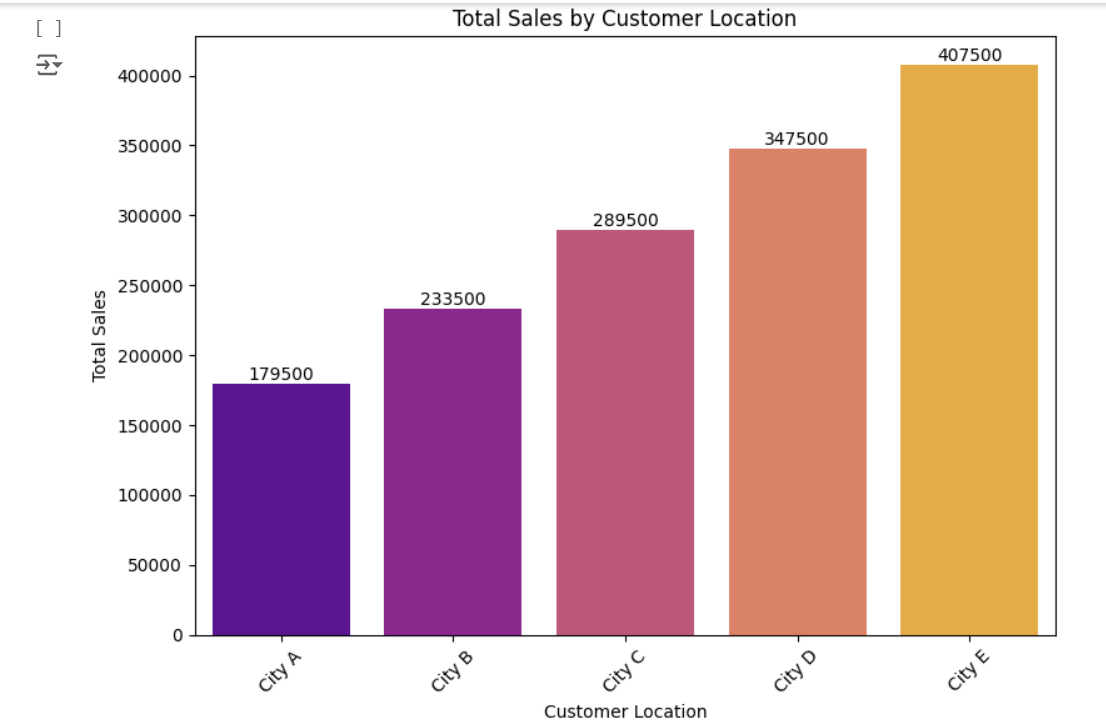 [ ]
Total Sales by Customer Location
407500
400000
347500
350000
300000
289500
250000
233500
Total Sales
200000
179500
150000
100000
50000
0
City A
City B
City C
City D
City E
Customer Location